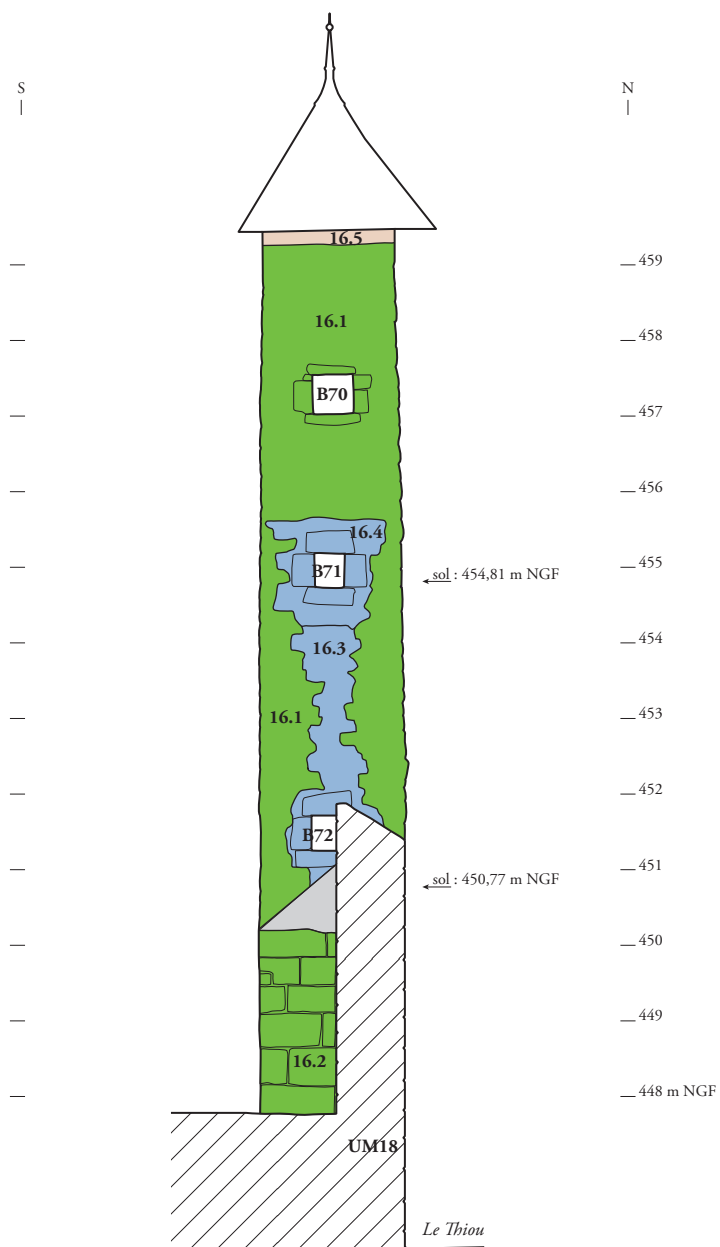 S
N
16.5
459
16.1
458
B70
457
456
16.4
455
B71
sol : 454,81 m NGF
454
16.3
16.1
453
452
B72
451
sol : 450,77 m NGF
450
449
16.2
448 m NGF
UM18
Le Thiou